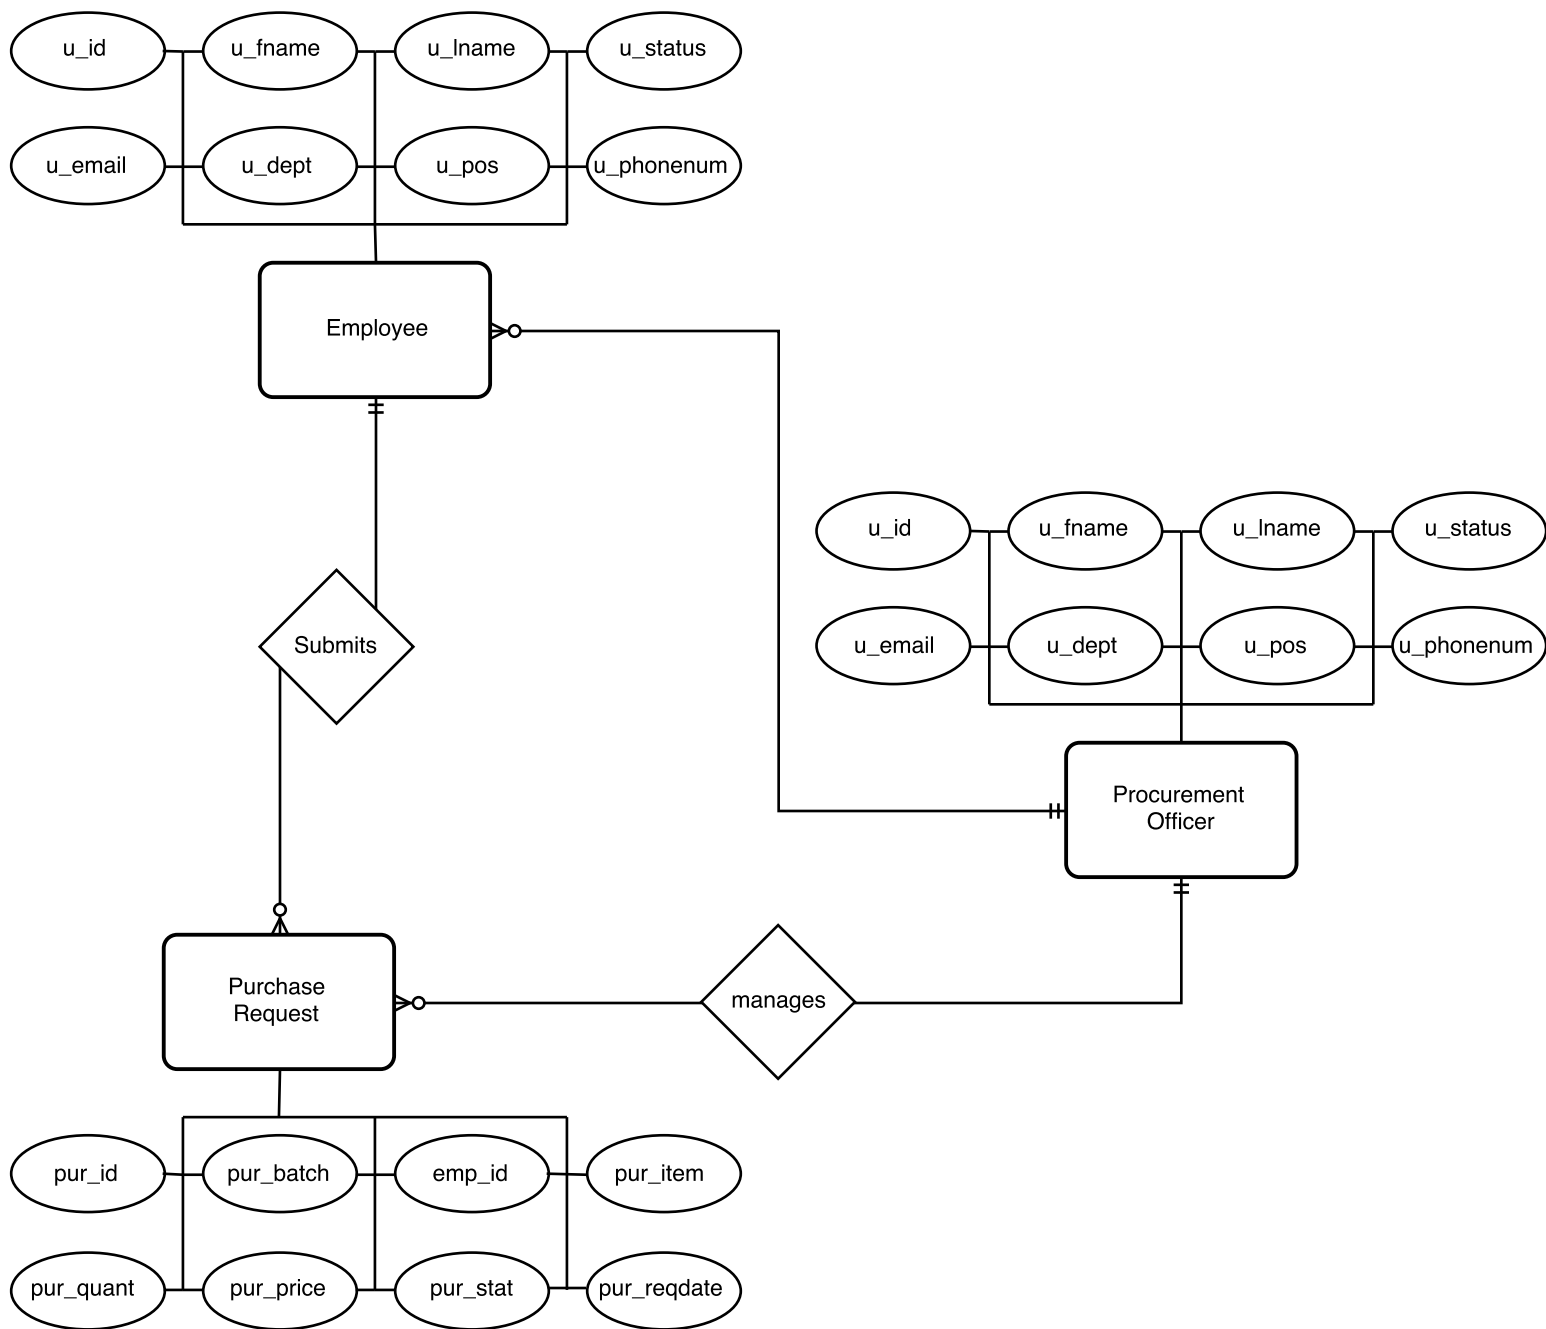 u_id
u_fname
u_lname
u_status
u_email
u_dept
u_pos
u_phonenum
Employee
u_id
u_fname
u_lname
u_status
Submits
u_email
u_dept
u_pos
u_phonenum
Procurement
Officer
Purchase
Request
manages
pur_id
pur_batch
emp_id
pur_item
pur_quant
pur_price
pur_stat
pur_reqdate